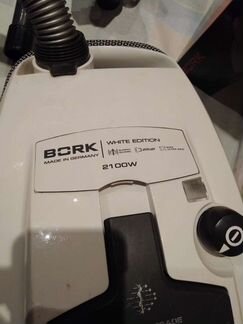 BORK
MADE IN GERMANY
WHITE EDITION
2100W